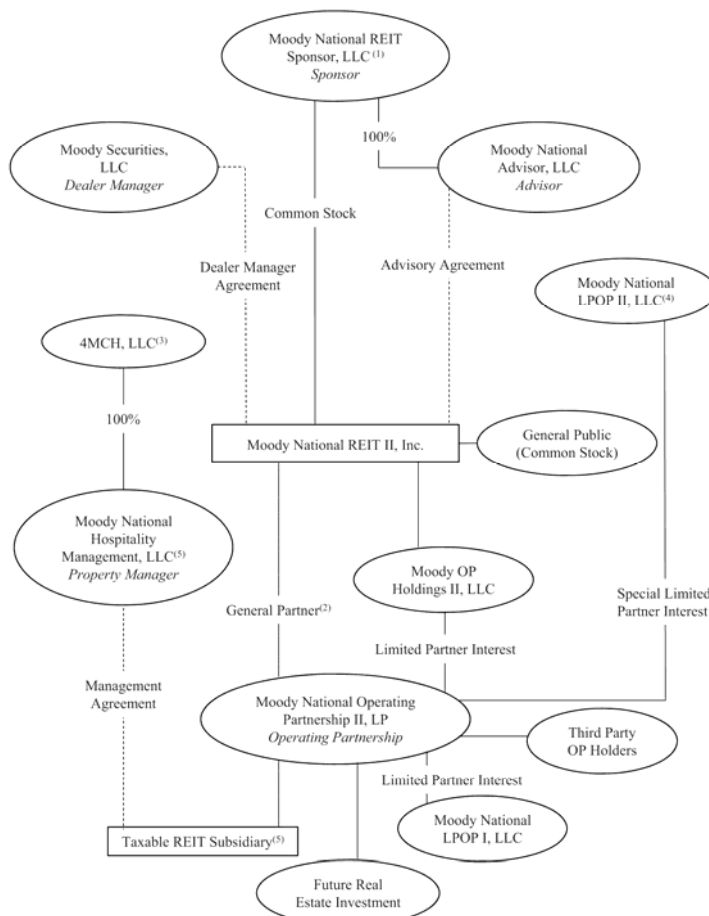 Moody National REIT
Sponsor, LLC (1)
Sponsor
100%
Moody Securities,
LLC
Dealer Manager
Moody National
Advisor, LLC
Advisor
Common Stock
Dealer Manager
Agreement
Advisory Agreement
Moody National
LPOP II, LLC(4)
4MCH, LLC(3)
100%
Moody National REIT II, Inc.
General Public
(Common Stock)
Moody National
Hospitality
Management, LLC(5)
Property Manager
Moody OP
Holdings II, LLC
General Partner(2)
Special Limited
Partner Interest
Limited Partner Interest
Management
Agreement
Moody National Operating
Partnership II, LP
Operating Partnership
Third Party
OP Holders
Limited Partner Interest
Moody National
LPOP I, LLC
Taxable REIT Subsidiary(5)
Future Real
Estate Investment